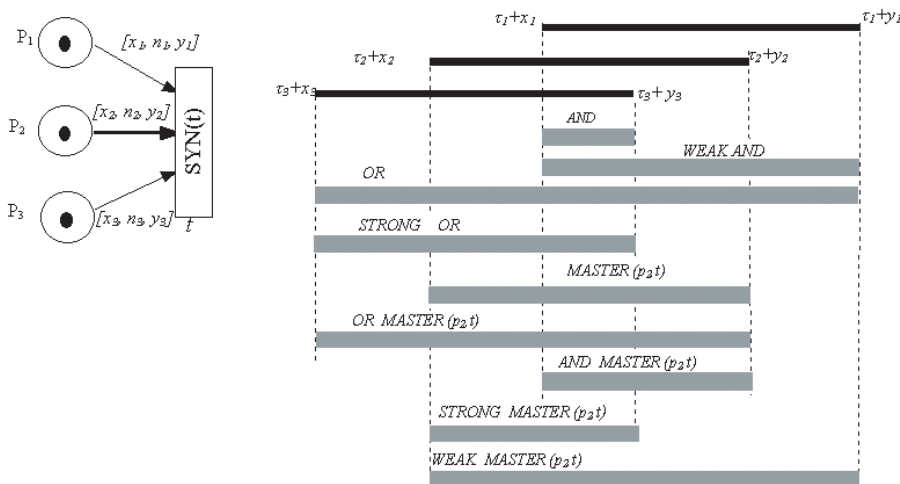 P1
[x1, n1, y1]
P2
[x2, n2, y2]
SYN(t)
P3
[x3, n3, y3]
t
τ1+x1
τ1+y1
τ2+x2
τ2+y2
τ3+x3
τ3+y3
AND
WEAK AND
OR
STRONG OR
MASTER (p2,t)
OR MASTER (p2,t)
AND MASTER (p2,t)
STRONG MASTER (p2,t)
WEAK MASTER (p2,t)